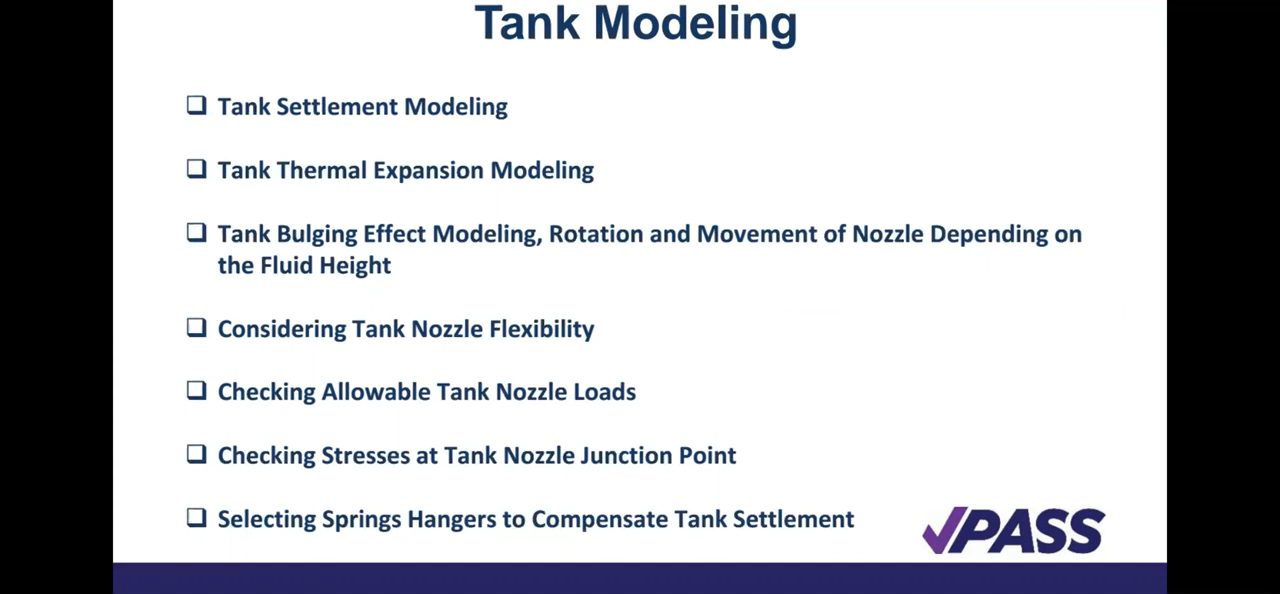 Tank Modeling
Tank Settlement Modeling
Tank Thermal Expansion Modeling
Tank Bulging Effect Modeling, Rotation and Movement of Nozzle Depending on
the Fluid Height
Considering Tank Nozzle Flexibility
Checking Allowable Tank Nozzle Loads
Checking Stresses at Tank Nozzle Junction Point
Selecting Springs Hangers to Compensate Tank Settlement
PASS